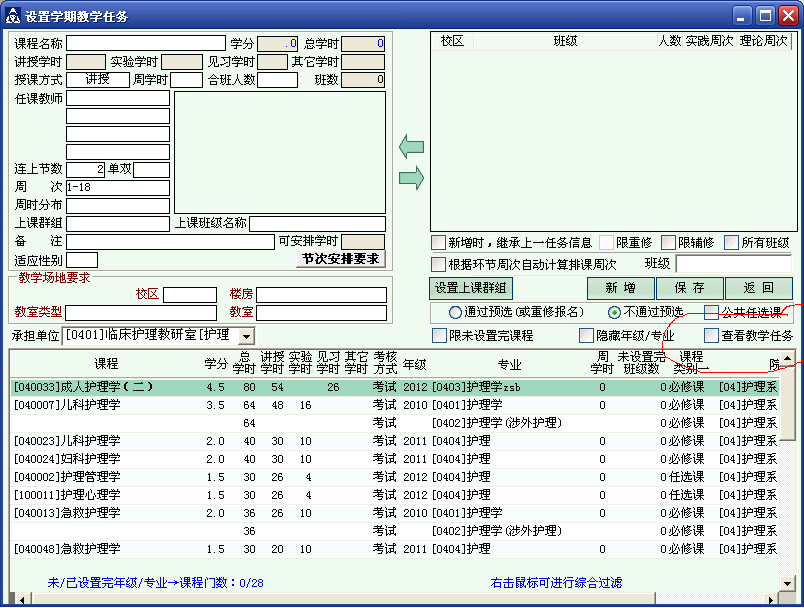 设置学期教学任务
课程名称 学分 .0 总学时 0
讲授学时 实验学时 见习学时 其它学时
授课方式 讲授 周学时 合班人数 班数 0
任课教师
连上节数 2 单双
周 次 1-18
周时分布
上课群组 上课班级名称
备 注 可安排学时
适应性别 节次安排要求
教学场地要求
校区 楼房
教室类型 教室
校区 班级 人数 实践周次 理论周次
新增时，继承上一任务信息 限重修 限辅修 所有班级
根据环节周次自动计算排课周次 班级
设置上课群组 新 增 保 存 返 回
通过预选(或重修报名) 不通过预选 公共任选课
承担单位 [0401]临床护理教研室[护理 限未设置完课程 隐藏年级/专业 查看教学任务
课程 学分 总学时 讲授学时 实验学时 见习学时 其它学时 考核方式 年级 专业 周学时 未设置完班级数 课程类别一 院
[040033]成人护理学(二) 4.5 80 54 26 考试 2012 [0403]护理学zsb 0 0 必修课 [04]护理系
[040007]儿科护理学 3.5 64 48 16 考试 2010 [0401]护理学 0 0 必修课 [04]护理系
64 考试 [0402]护理学(涉外护理) 0 必修课 [04]护理系
[040023]儿科护理学 2.0 40 30 10 考试 2011 [0404]护理 0 0 必修课 [04]护理系
[040024]妇科护理学 2.0 40 30 10 考试 2011 [0404]护理 0 0 必修课 [04]护理系
[040002]护理管理学 1.5 30 26 4 考试 2012 [0404]护理 0 0 任选课 [04]护理系
[100011]护理心理学 1.5 30 26 4 考试 2012 [0404]护理 0 0 任选课 [04]护理系
[040013]急救护理学 2.0 36 26 10 考试 2010 [0401]护理学 0 0 必修课 [04]护理系
36 考试 [0402]护理学(涉外护理) 0 必修课 [04]护理系
[040048]急救护理学 1.5 30 20 10 考试 2011 [0404]护理 0 0 必修课 [04]护理系
未/已设置完年级/专业→课程门数：0/28 右击鼠标可进行综合过滤